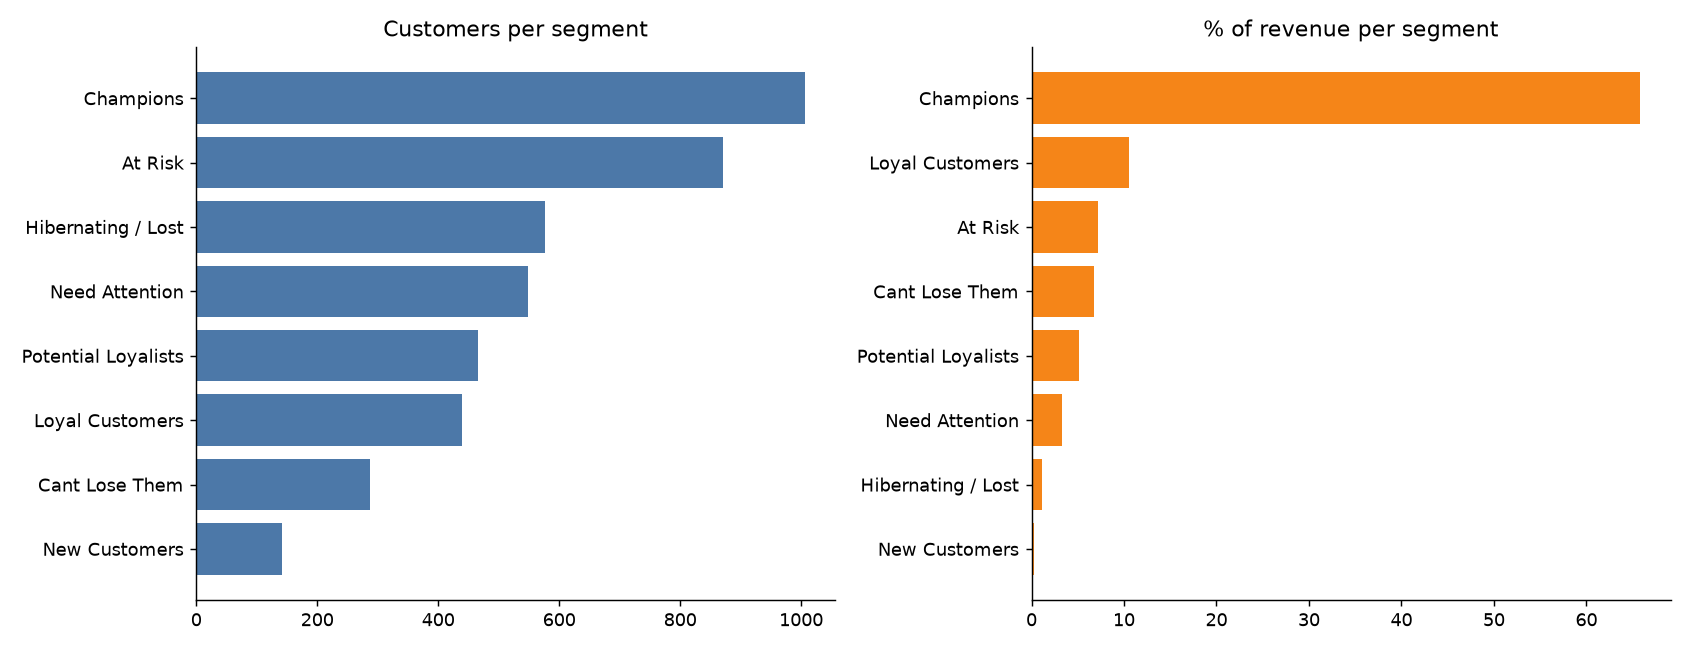 Customers per segment
Champions
At Risk
Hibernating / Lost
Need Attention
Potential Loyalists
Loyal Customers
Cant Lose Them
New Customers
0 200 400 600 800 1000
% of revenue per segment
Champions
Loyal Customers
At Risk
Cant Lose Them
Potential Loyalists
Need Attention
Hibernating / Lost
New Customers
0 10 20 30 40 50 60